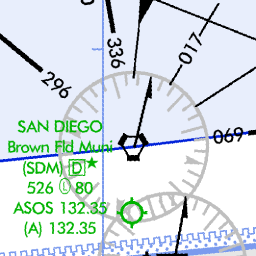 336
017
296
069
SAN DIEGO
Brown Fld Muni
(SDM) D
526 Ⓛ 80
ASOS 132.35
(A) 132.35